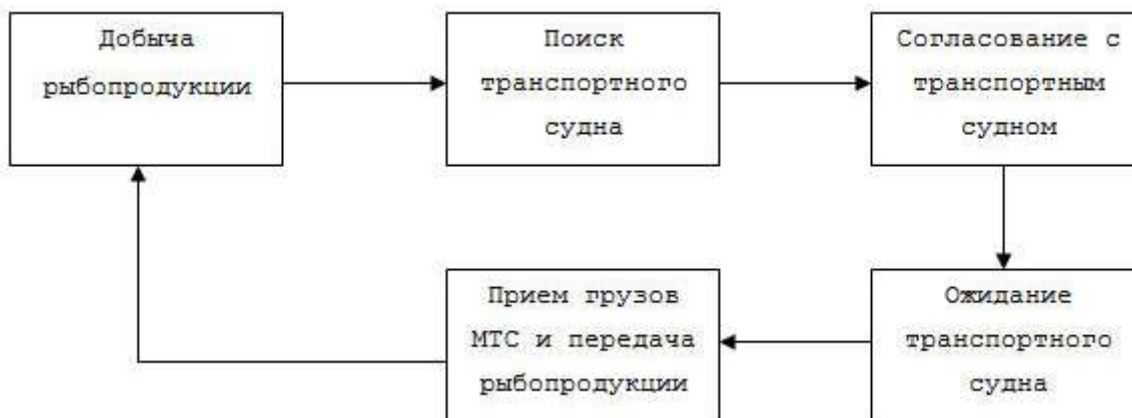 Добыча
рыбопродукции
Поиск
транспортного
судна
Согласование с
транспортным
судном
Ожидание
транспортного
судна
Прием грузов
МТС и передача
рыбопродукции